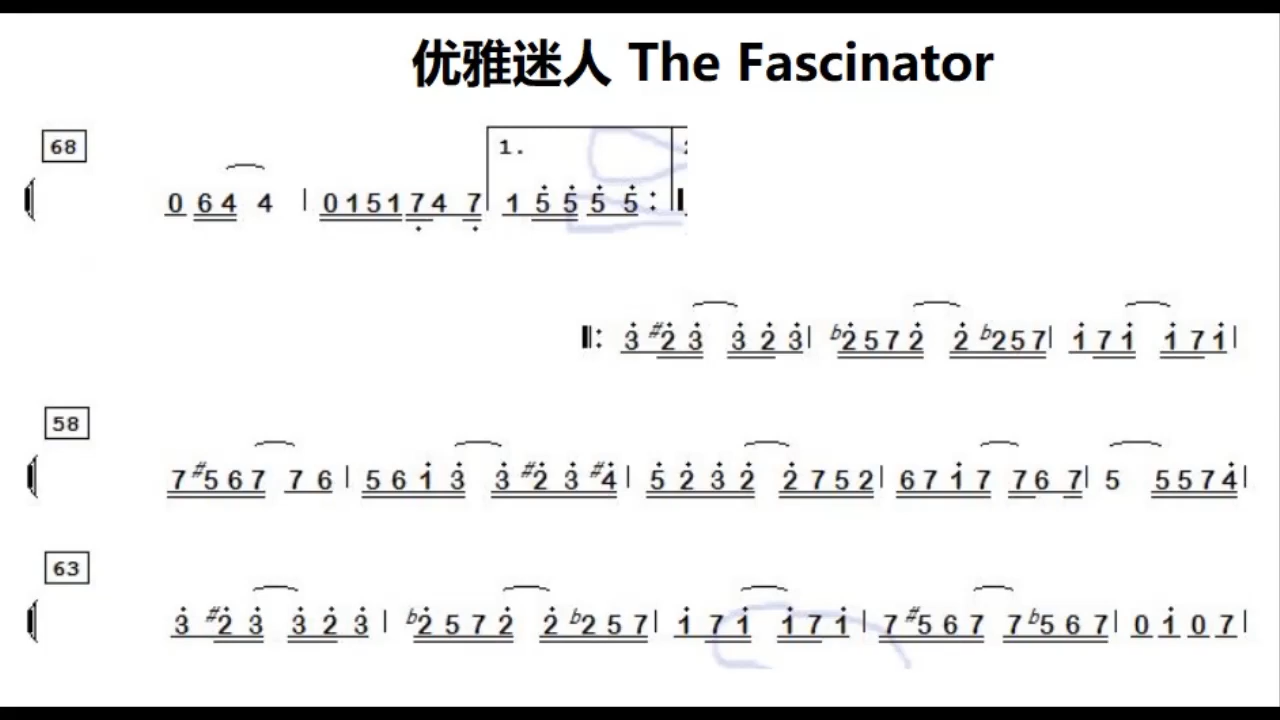 优雅迷人 The Fascinator
68
1.
0 6 4 4 | 0 1 5 1 7̣ 4 7̣ | 1 5̇ 5̇ 5̇ 5̇ :|
|: 3̇ #2̇ 3̇ 3̇ 2̇ 3̇ | b2̇ 5 7 2̇ 2̇ b2 5 7 | 1̇ 7 1̇ 1̇ 7 1̇ |
58
7 #5 6 7 7 6 | 5 6 1̇ 3̇ 3̇ #2̇ 3̇ #4̇ | 5̇ 2̇ 3̇ 2̇ 2̇ 7 5 2 | 6 7 1̇ 7 7 6 7 | 5 5 5 7 4̇ |
63
3̇ #2̇ 3̇ 3̇ 2̇ 3̇ | b2̇ 5 7 2̇ 2̇ b2 5 7 | 1̇ 7 1̇ 1̇ 7 1̇ | 7 #5 6 7 7 b5 6 7 | 0 1̇ 0 7 |